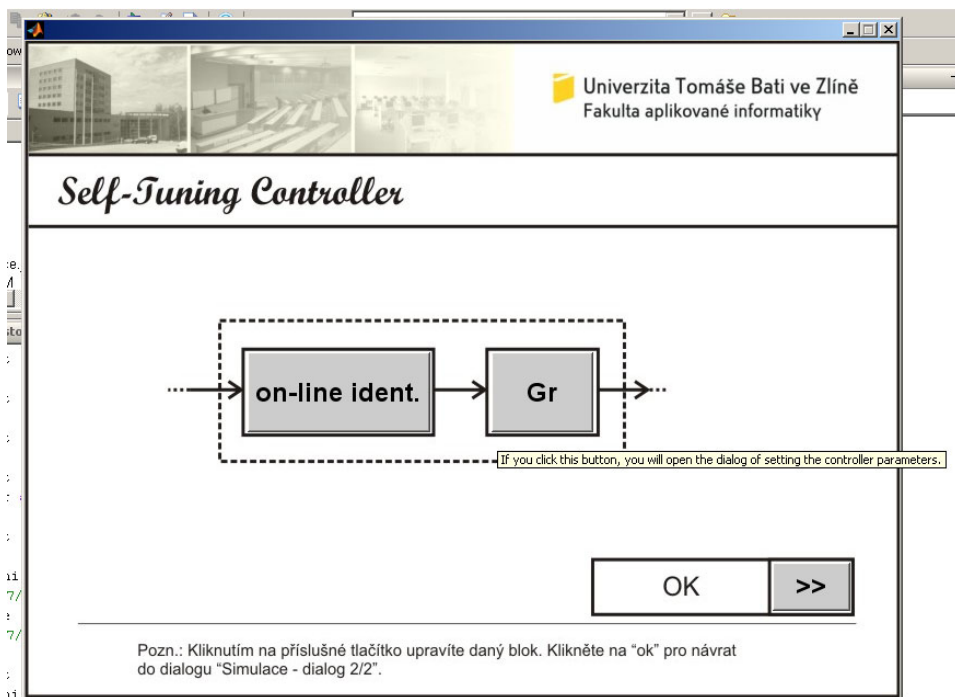 Univerzita Tomáše Bati ve Zlíně
Fakulta aplikované informatiky
Self-Tuning Controller
on-line ident.
Gr
If you click this button, you will open the dialog of setting the controller parameters.
OK
>>
Pozn.: Kliknutím na příslušné tlačítko upravíte daný blok. Klikněte na “ok” pro návrat
do dialogu “Simulace - dialog 2/2”.